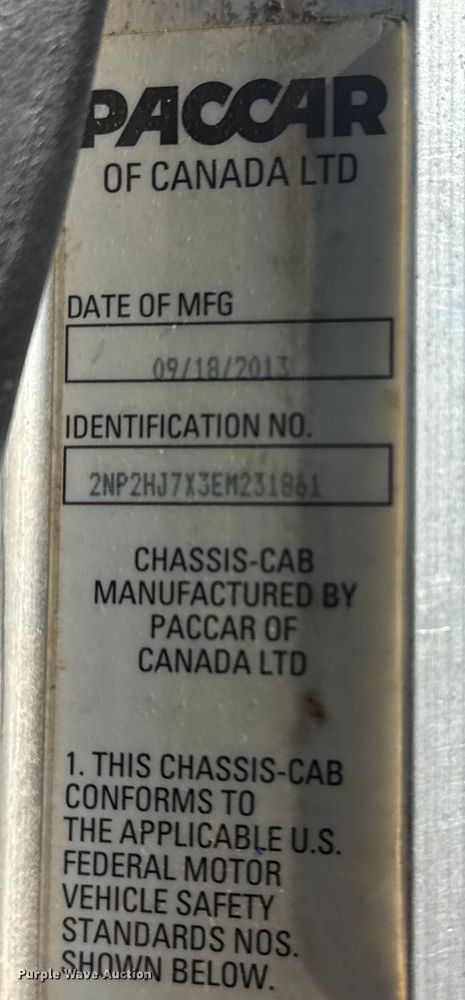 PACCAR
OF CANADA LTD
DATE OF MFG
09/18/2013
IDENTIFICATION NO.
2NP2HJ7X3EM231861
CHASSIS-CAB
MANUFACTURED BY
PACCAR OF
CANADA LTD
1. THIS CHASSIS-CAB
CONFORMS TO
THE APPLICABLE U.S.
FEDERAL MOTOR
VEHICLE SAFETY
STANDARDS NOS.
SHOWN BELOW.
Purple Wave Auction